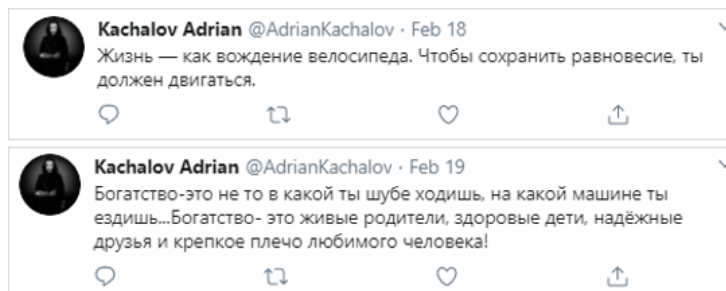 Kachalov Adrian @AdrianKachalov · Feb 18
Жизнь — как вождение велосипеда. Чтобы сохранить равновесие, ты
должен двигаться.
Kachalov Adrian @AdrianKachalov · Feb 19
Богатство-это не то в какой ты шубе ходишь, на какой машине ты
ездишь...Богатство- это живые родители, здоровые дети, надёжные
друзья и крепкое плечо любимого человека!